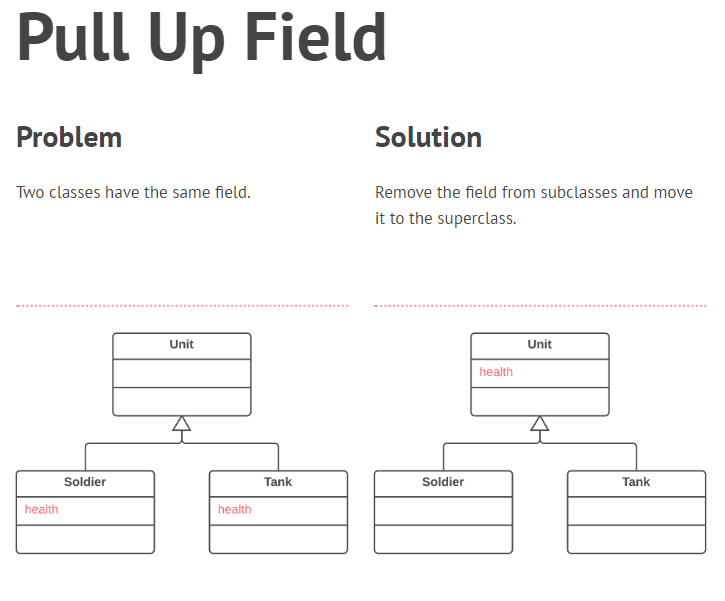 Pull Up Field
Problem
Two classes have the same field.
Solution
Remove the field from subclasses and move
it to the superclass.
Unit
Soldier
health
Tank
health
Unit
health
Soldier
Tank